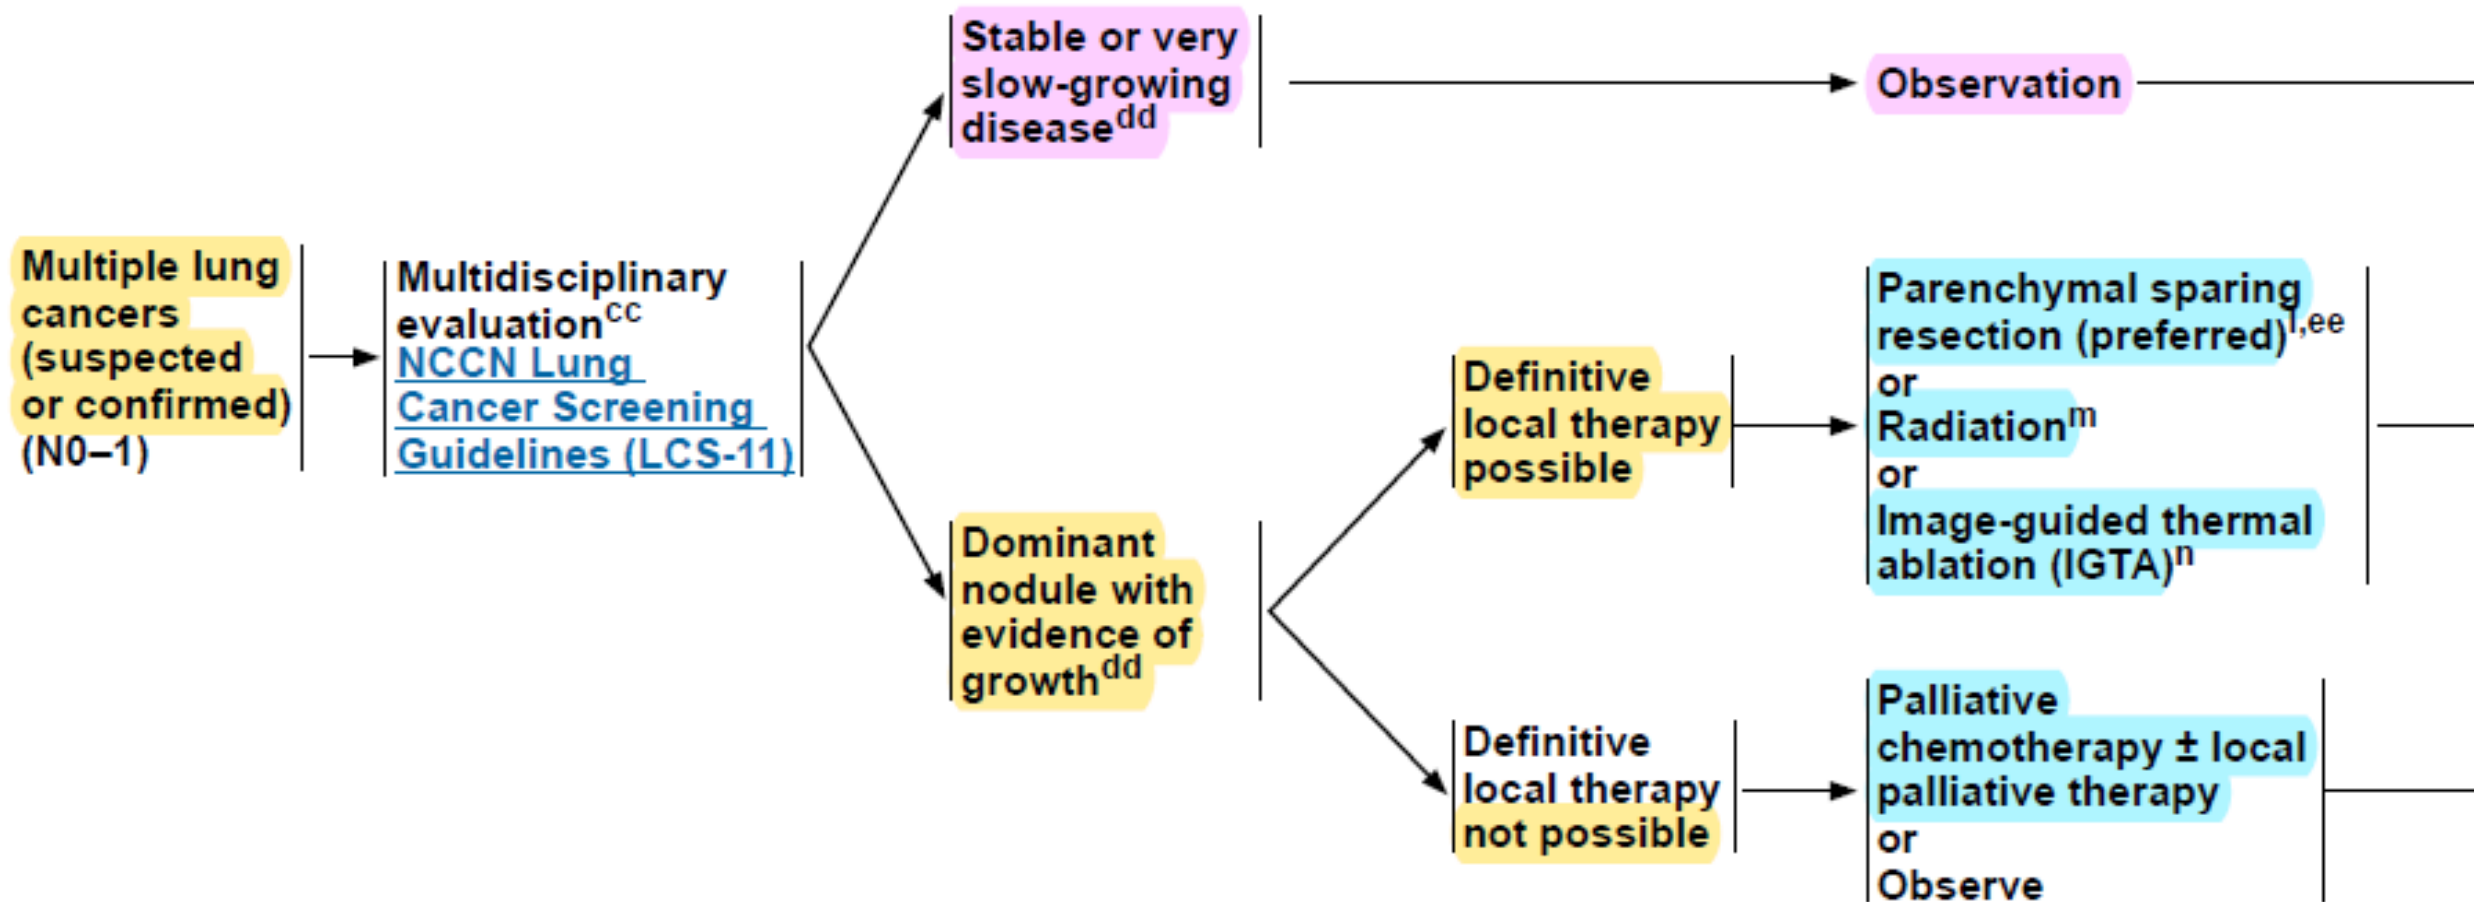 Multiple lung
cancers
(suspected
or confirmed)
(N0–1)
Multidisciplinary
evaluationcc
NCCN Lung
Cancer Screening
Guidelines (LCS-11)
Stable or very
slow-growing
diseasedd
Observation
Dominant
nodule with
evidence of
growthdd
Definitive
local therapy
possible
Parenchymal sparing
resection (preferred)l,ee
or
Radiationm
or
Image-guided thermal
ablation (IGTA)n
Definitive
local therapy
not possible
Palliative
chemotherapy ± local
palliative therapy
or
Observe